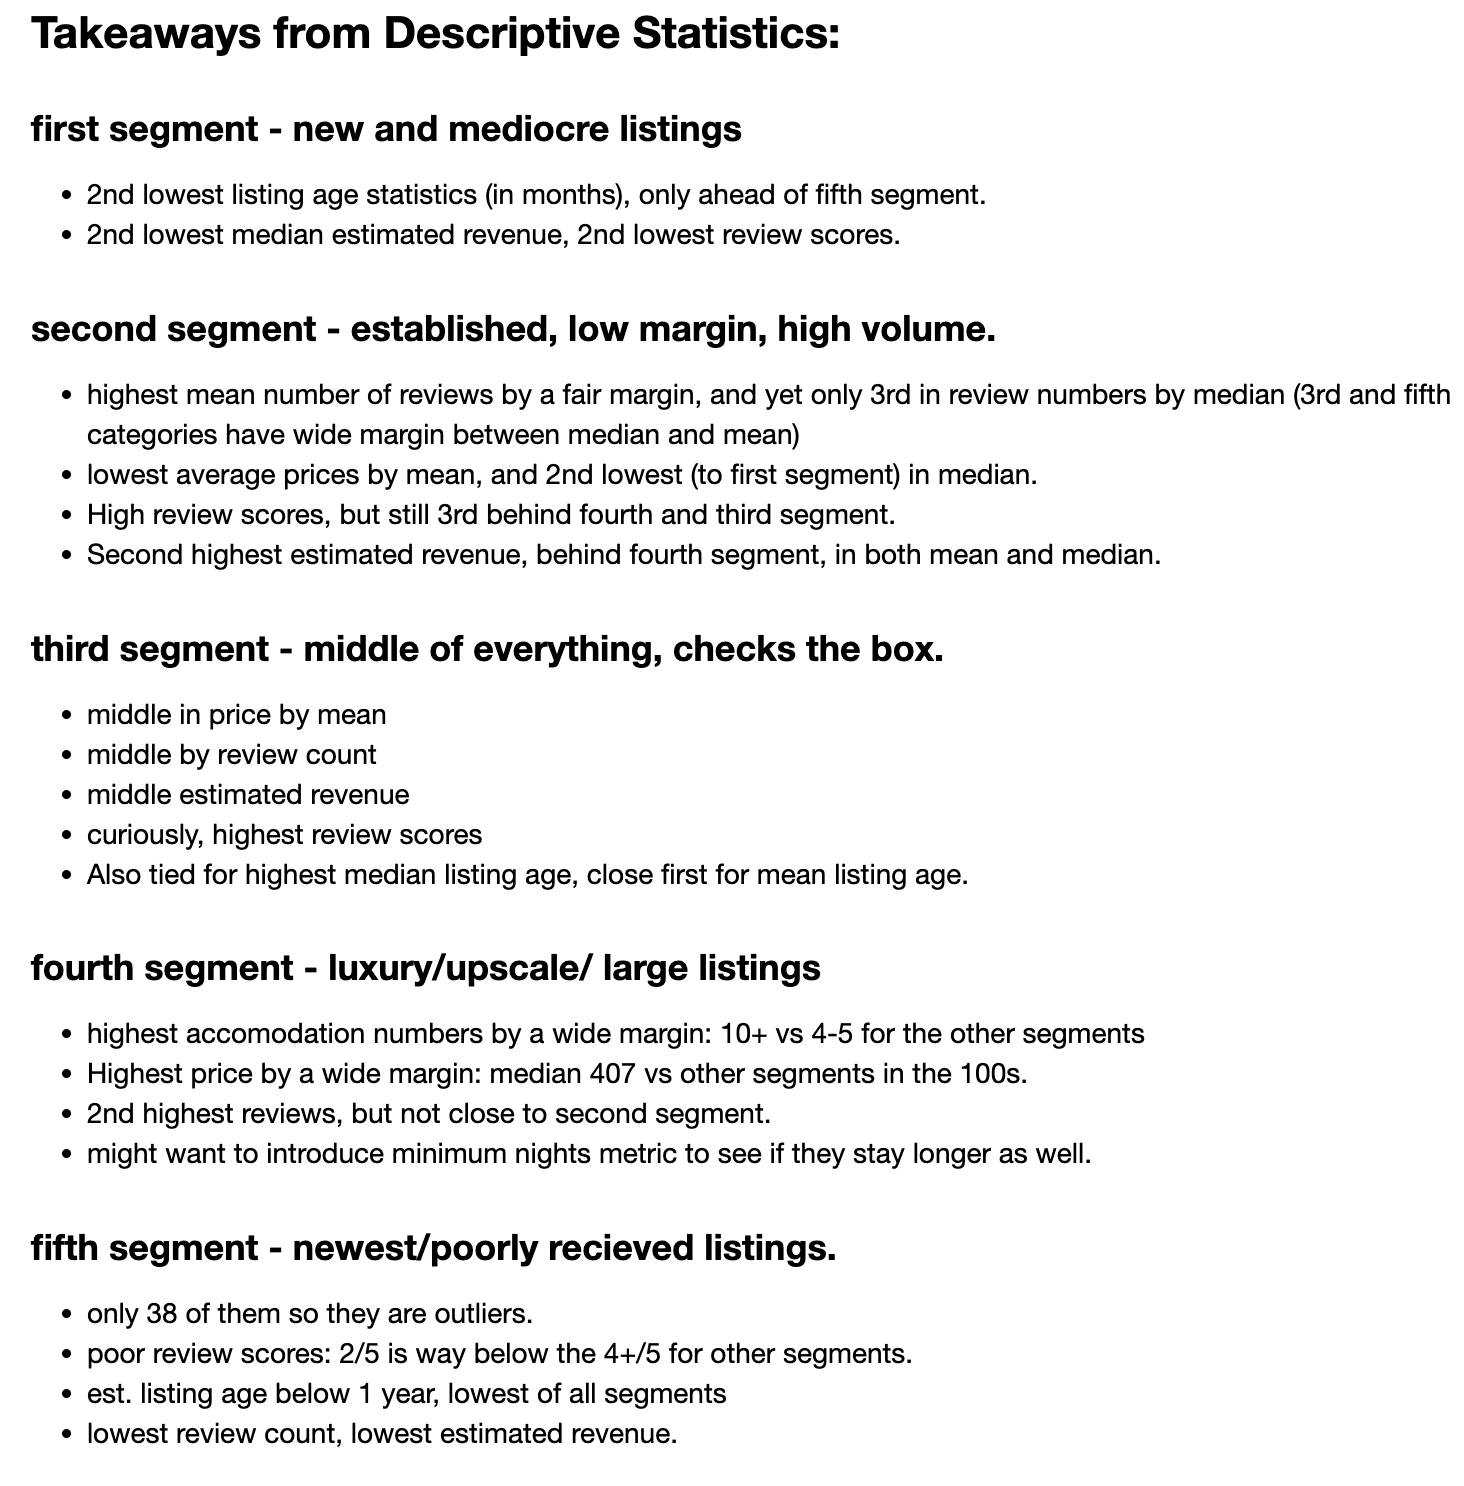 Takeaways from Descriptive Statistics:
first segment - new and mediocre listings
• 2nd lowest listing age statistics (in months), only ahead of fifth segment.
• 2nd lowest median estimated revenue, 2nd lowest review scores.
second segment - established, low margin, high volume.
• highest mean number of reviews by a fair margin, and yet only 3rd in review numbers by median (3rd and fifth
categories have wide margin between median and mean)
• lowest average prices by mean, and 2nd lowest (to first segment) in median.
• High review scores, but still 3rd behind fourth and third segment.
• Second highest estimated revenue, behind fourth segment, in both mean and median.
third segment - middle of everything, checks the box.
• middle in price by mean
• middle by review count
• middle estimated revenue
• curiously, highest review scores
• Also tied for highest median listing age, close first for mean listing age.
fourth segment - luxury/upscale/ large listings
• highest accomodation numbers by a wide margin: 10+ vs 4-5 for the other segments
• Highest price by a wide margin: median 407 vs other segments in the 100s.
• 2nd highest reviews, but not close to second segment.
• might want to introduce minimum nights metric to see if they stay longer as well.
fifth segment - newest/poorly recieved listings.
• only 38 of them so they are outliers.
• poor review scores: 2/5 is way below the 4+/5 for other segments.
• est. listing age below 1 year, lowest of all segments
• lowest review count, lowest estimated revenue.